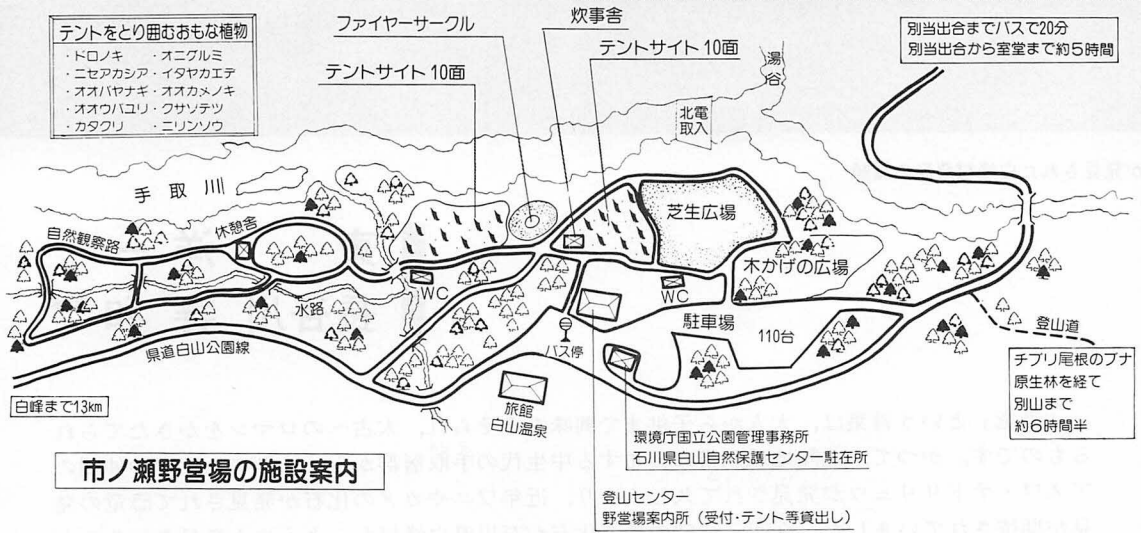 テントをとり囲むおもな植物
・ドロノキ ・オニグルミ
・ニセアカシア・イタヤカエデ
・オオバヤナギ・オオカメノキ
・オオウバユリ・クサソテツ
・カタクリ ・ニリンソウ
ファイヤーサークル
炊事舎
テントサイト10面
テントサイト10面
別当出合までバスで20分
別当出合から室堂まで約5時間
湯谷
北電
取入
手取川
自然観察路
休憩舎
芝生広場
木かげの広場
WC
WC
水路
県道白山公園線
駐車場
110台
バス停
登山道
白峰まで13km
旅館
白山温泉
チブリ尾根のブナ
原生林を経て
別山まで
約6時間半
環境庁国立公園管理事務所
石川県白山自然保護センター駐在所
市ノ瀬野営場の施設案内
登山センター
野営場案内所(受付・テント等貸出し)